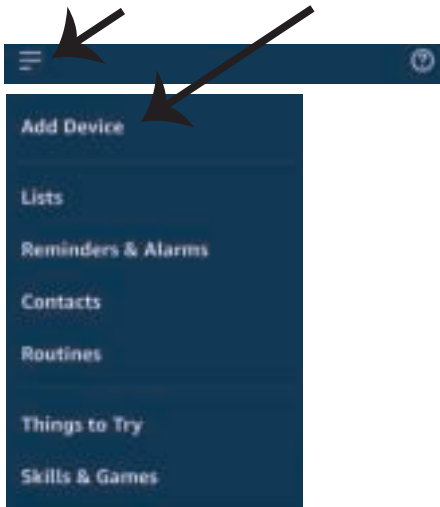 Add Device
Lists
Reminders & Alarms
Contacts
Routines
Things to Try
Skills & Games